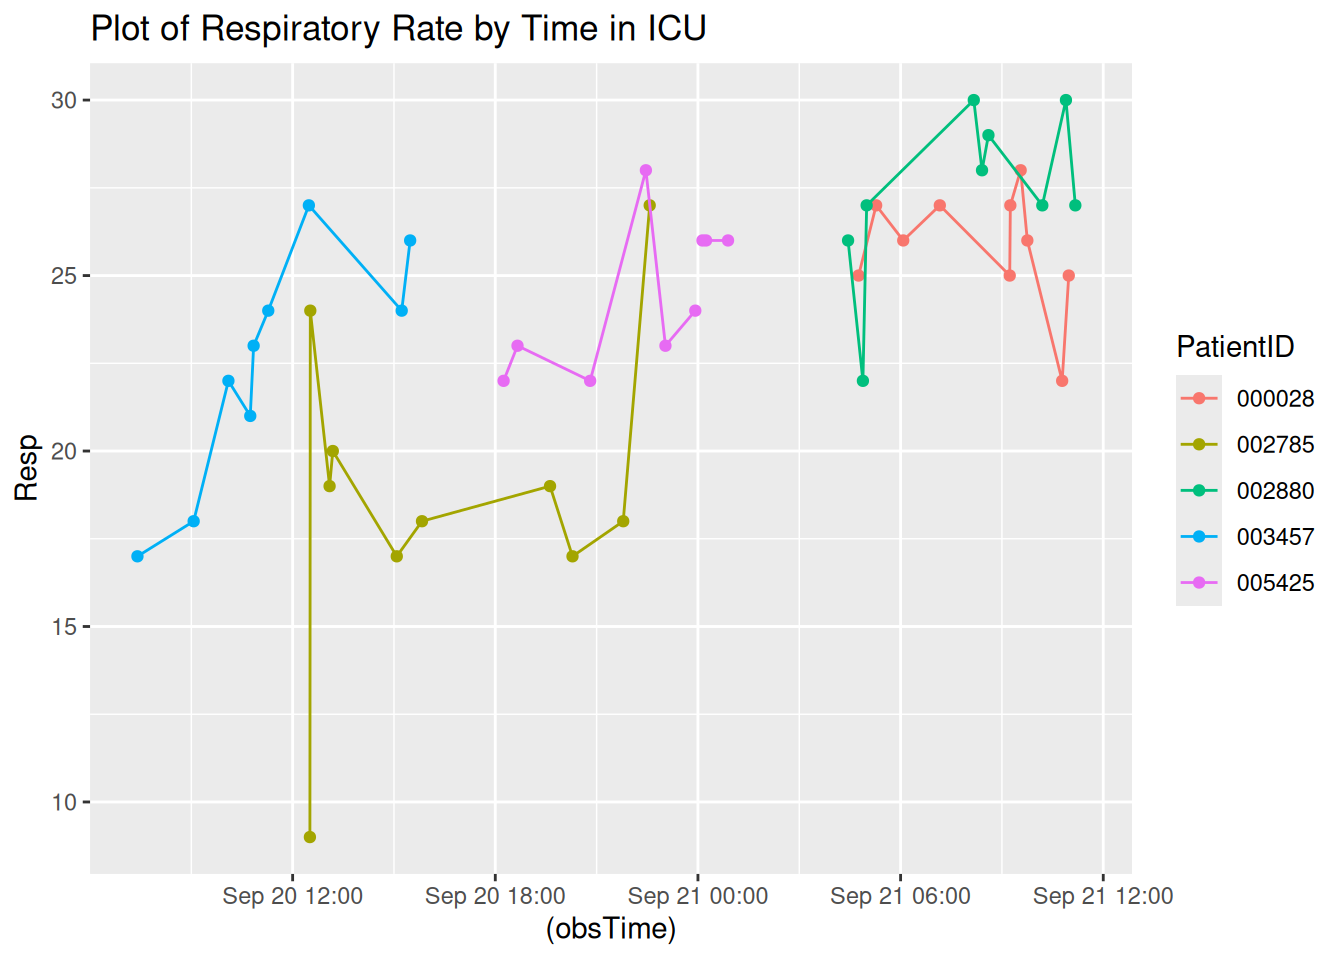 Plot of Respiratory Rate by Time in ICU
30
25
20
15
10
Resp
Sep 20 12:00 Sep 20 18:00 Sep 21 00:00 Sep 21 06:00 Sep 21 12:00
(obsTime)
PatientID
000028
002785
002880
003457
005425